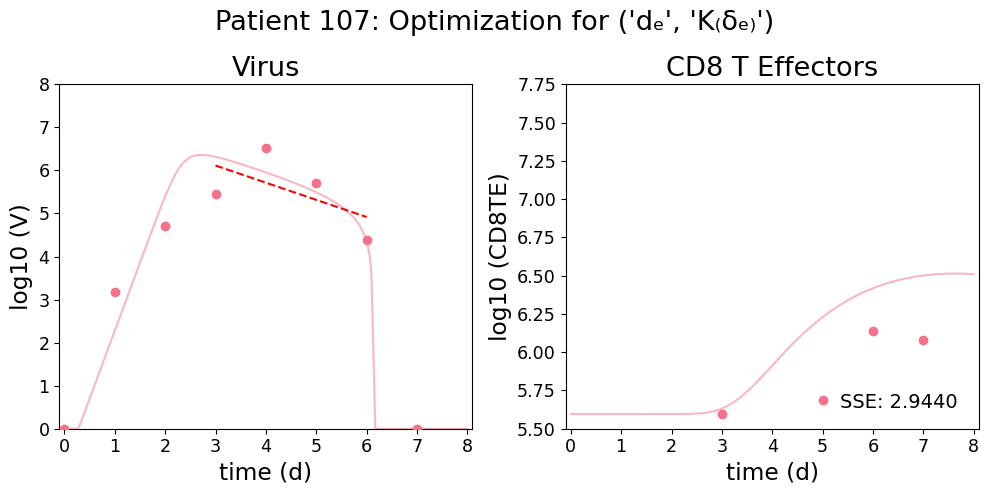 Patient 107: Optimization for ('dₑ', 'K₍δₑ₎')
Virus
CD8 T Effectors
log10 (V)
8
7
6
5
4
3
2
1
0
0 1 2 3 4 5 6 7 8
time (d)
log10 (CD8TE)
7.75
7.50
7.25
7.00
6.75
6.50
6.25
6.00
5.75
5.50
SSE: 2.9440
0 1 2 3 4 5 6 7 8
time (d)